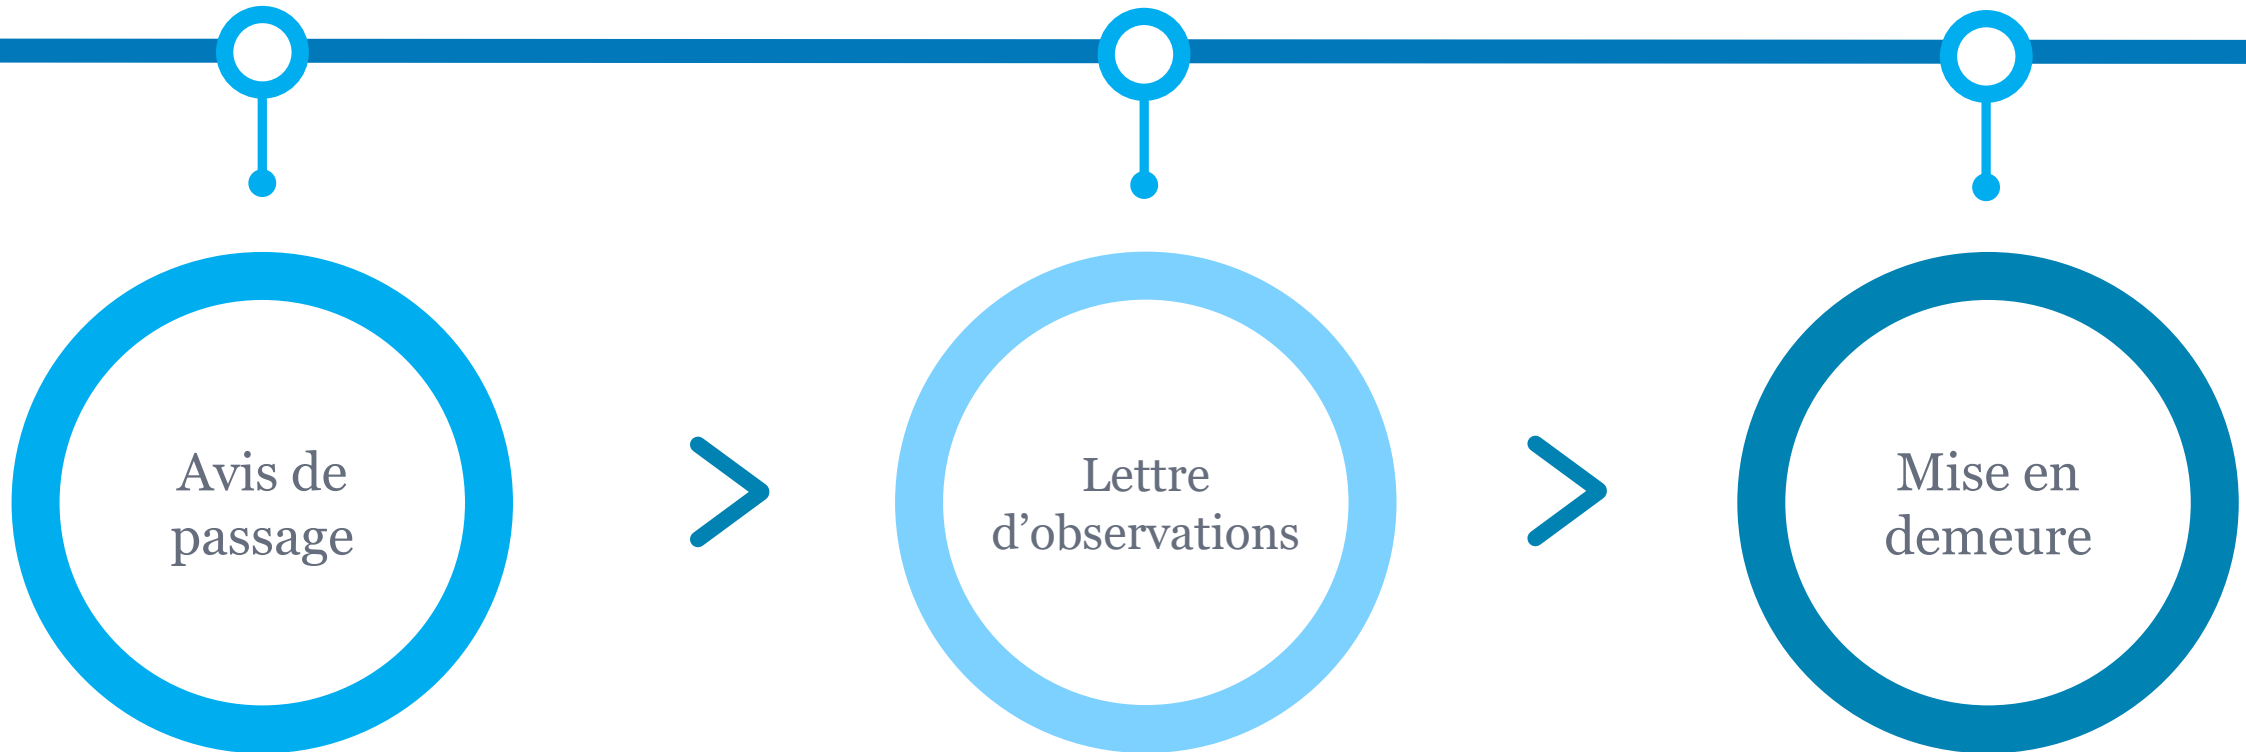 Avis de
passage
Lettre
d’observations
Mise en
demeure